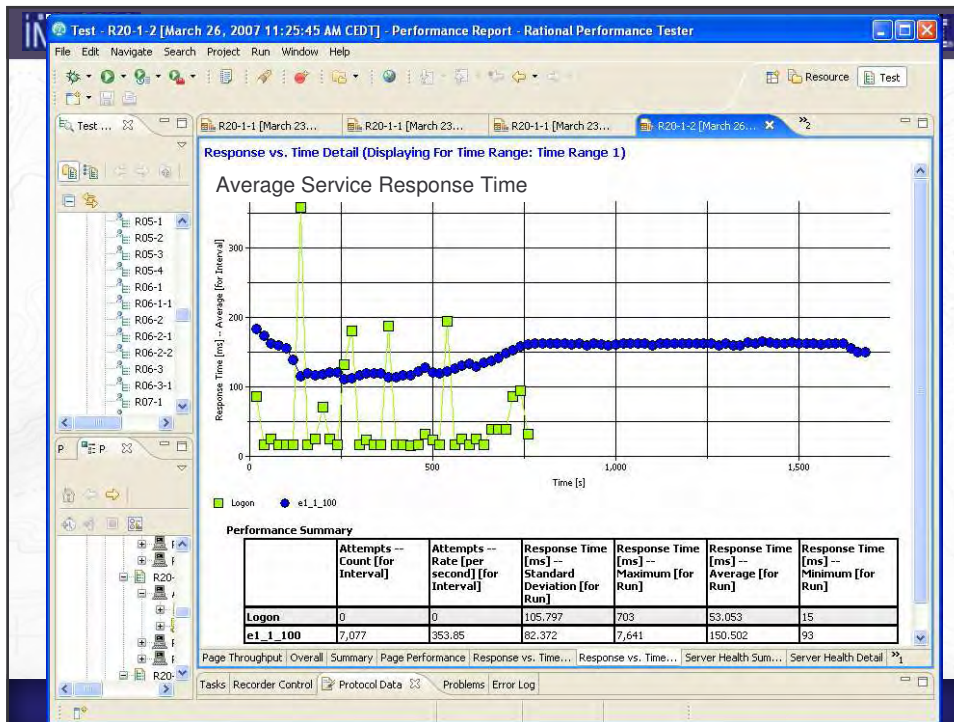 Test - R20-1-2 [March 26, 2007 11:25:45 AM CEDT] - Performance Report - Rational Performance Tester
File Edit Navigate Search Project Run Window Help
Resource Test
Test ...
R20-1-1 [March 23... R20-1-1 [March 23... R20-1-1 [March 23... R20-1-2 [March 26... »2
Response vs. Time Detail (Displaying For Time Range: Time Range 1)
Average Service Response Time
R05-1
R05-2
R05-3
R05-4
R06-1
R06-1-1
R06-2
R06-2-1
R06-2-2
R06-3
R06-3-1
R07-1
Response Time [ms] -- Average [for Interval]
300
200
100
0
0 500 1,000 1,500
Time [s]
Logon e1_1_100
P P
R20-
R20-
Performance Summary
Attempts -- Count [for Interval] Attempts -- Rate [per second] [for Interval] Response Time [ms] -- Standard Deviation [for Run] Response Time [ms] -- Maximum [for Run] Response Time [ms] -- Average [for Run] Response Time [ms] -- Minimum [for Run]
Logon 0 0 105.797 703 53.053 15
e1_1_100 7,077 353.85 82.372 7,641 150.502 93
Page Throughput Overall Summary Page Performance Response vs. Time... Response vs. Time... Server Health Sum... Server Health Detail »1
Tasks Recorder Control Protocol Data Problems Error Log